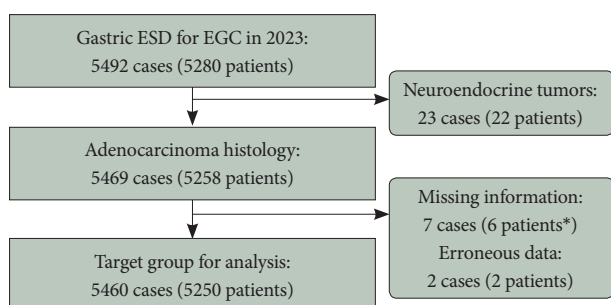 Gastric ESD for EGC in 2023:
5492 cases (5280 patients)
Neuroendocrine tumors:
23 cases (22 patients)
Adenocarcinoma histology:
5469 cases (5258 patients)
Missing information:
7 cases (6 patients*)
Erroneous data:
2 cases (2 patients)
Target group for analysis:
5460 cases (5250 patients)